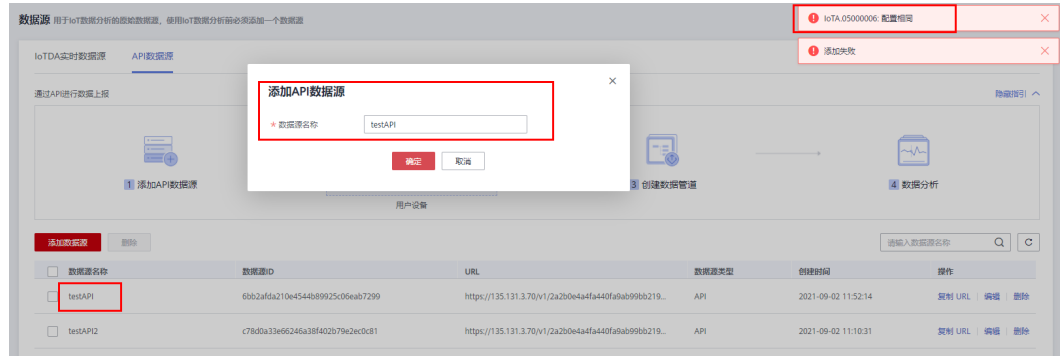 数据源 用于IoT数据分析的原始数据源，使用IoT数据分析前必须添加一个数据源
IoTA.05000006: 配置相同
添加失败
IoTDA实时数据源 API数据源
通过API进行数据上报
隐藏指引
添加API数据源
* 数据源名称 testAPI
确定 取消
1 添加API数据源
3 创建数据管道
4 数据分析
用户设备
添加数据源 删除
请输入数据源名称
数据源名称 数据源ID URL 数据源类型 创建时间 操作
testAPI 6bb2afda210e4544b89925c06eab7299 https://135.131.3.70/v1/2a2b0e4a4fa440fa9ab99bb219... API 2021-09-02 11:52:14 复制 URL 编辑 删除
testAPI2 c78d0a33e66246a38f402b79e2ec0c81 https://135.131.3.70/v1/2a2b0e4a4fa440fa9ab99bb219... API 2021-09-02 11:10:31 复制 URL 编辑 删除